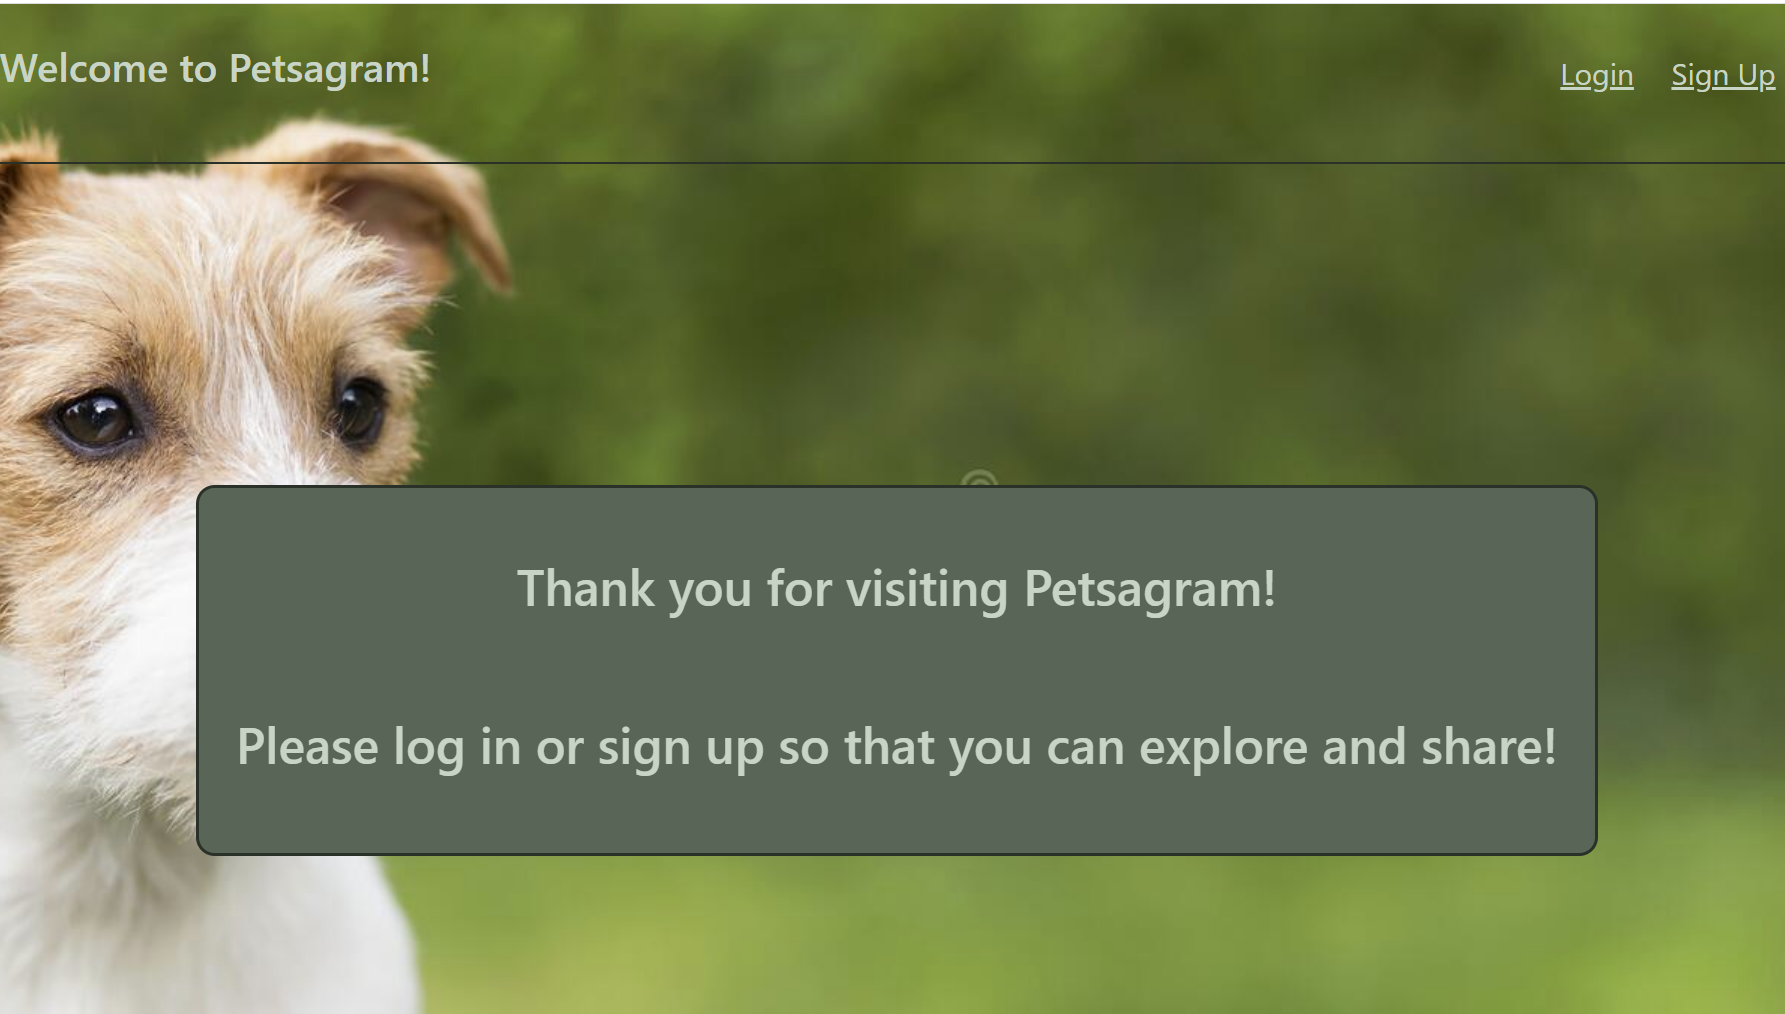 Welcome to Petsagram!
Login Sign Up
Thank you for visiting Petsagram!
Please log in or sign up so that you can explore and share!